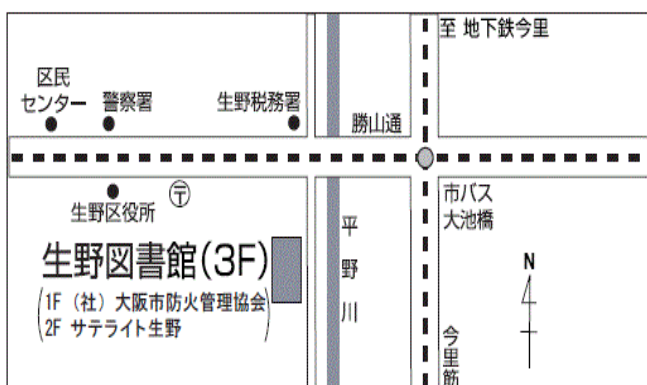 至 地下鉄今里
区民
センター
警察署
生野税務署
勝山通
生野区役所
〒
市バス
大池橋
生野図書館(3F)
(1F (社) 大阪市防火管理協会
2F サテライト生野)
平野川
N
今里筋